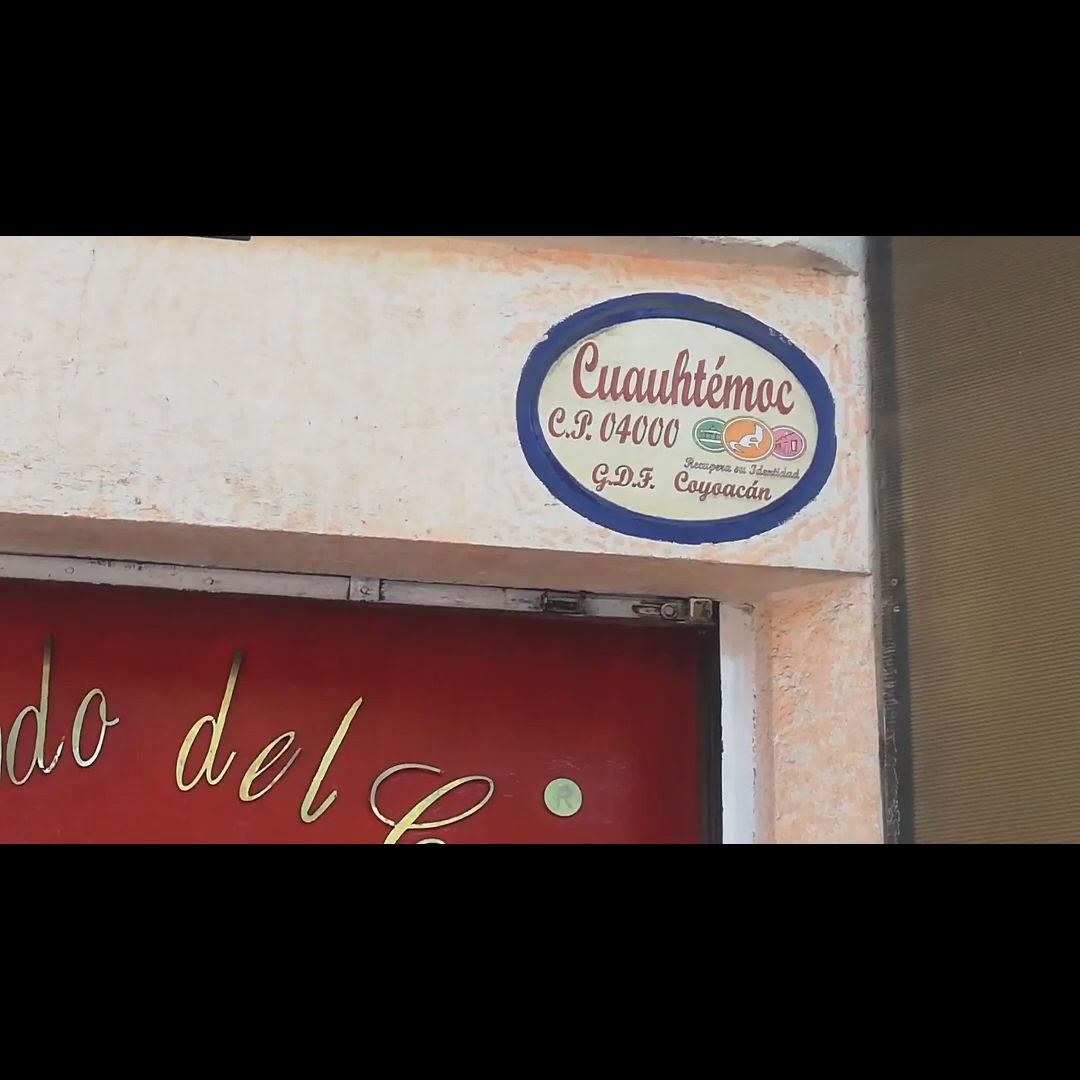 Cuauhtémoc
C.P. 04000
Recupera su Identidad
G.D.F. Coyoacán
do del
R